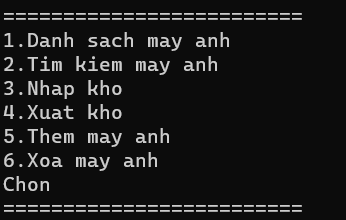 =========================
1.Danh sach may anh
2.Tim kiem may anh
3.Nhap kho
4.Xuat kho
5.Them may anh
6.Xoa may anh
Chon
=========================